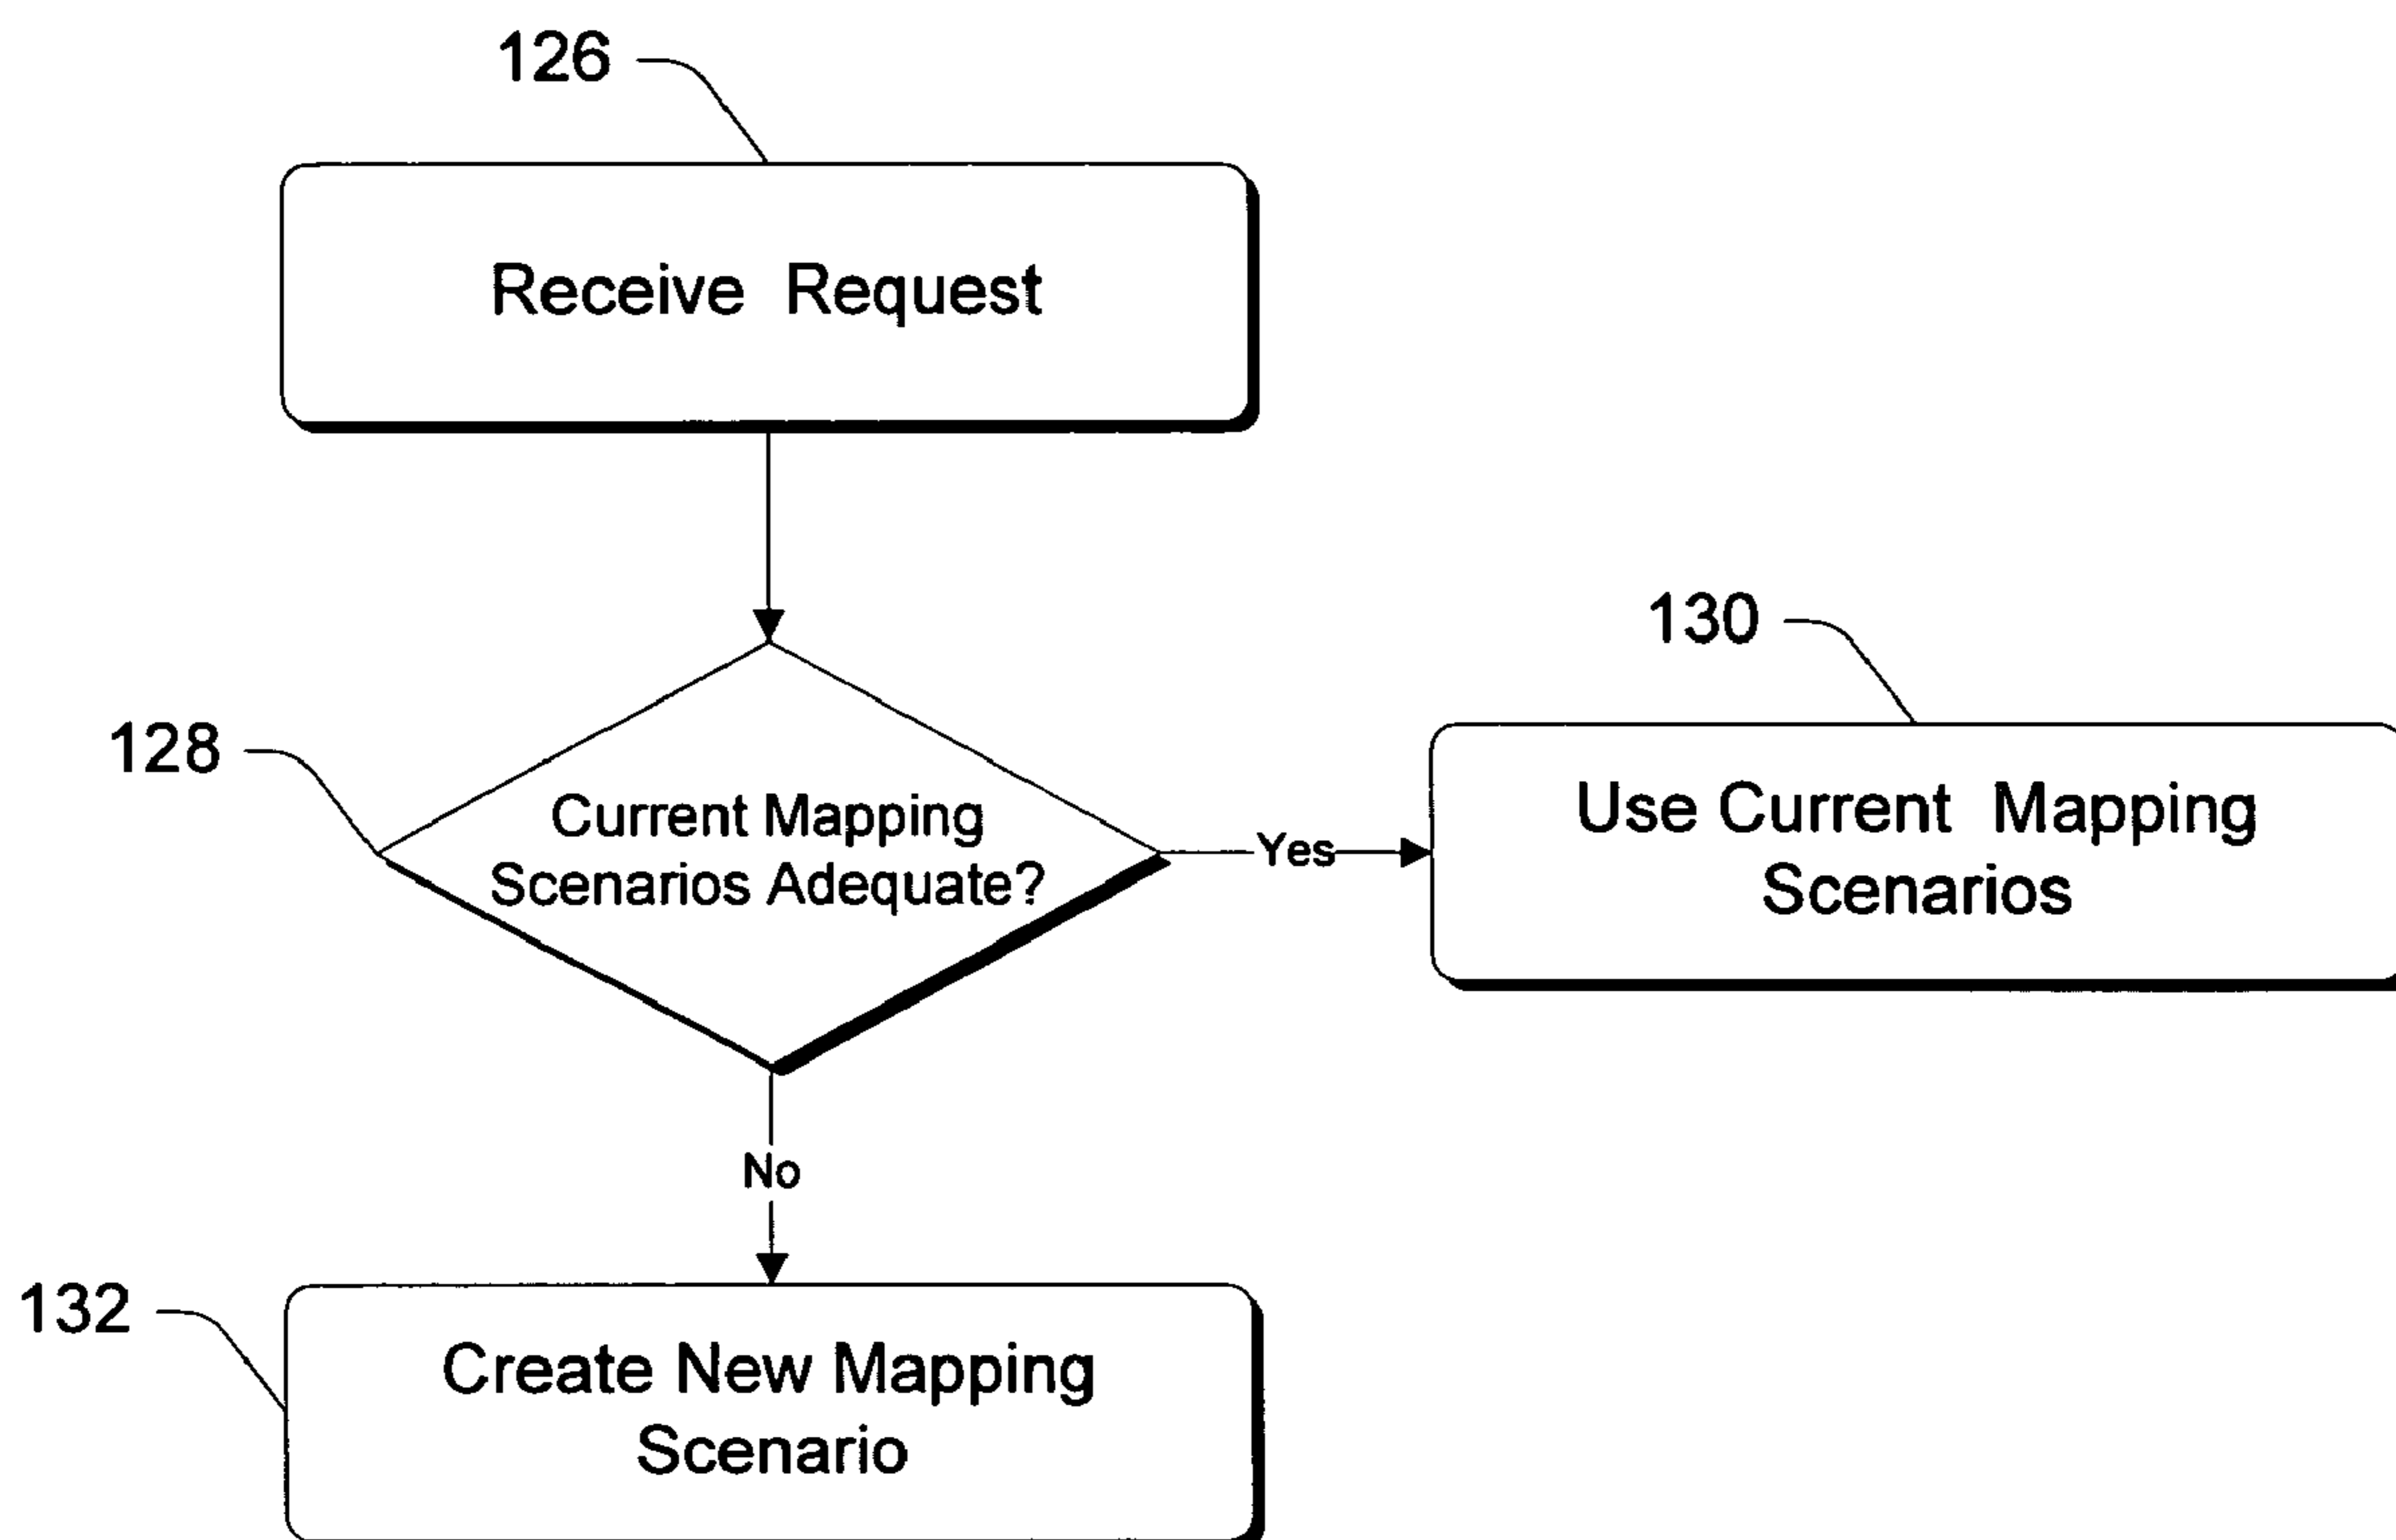 126
Receive Request
128
Current Mapping
Scenarios Adequate?
Yes
130
Use Current Mapping
Scenarios
No
132
Create New Mapping
Scenario